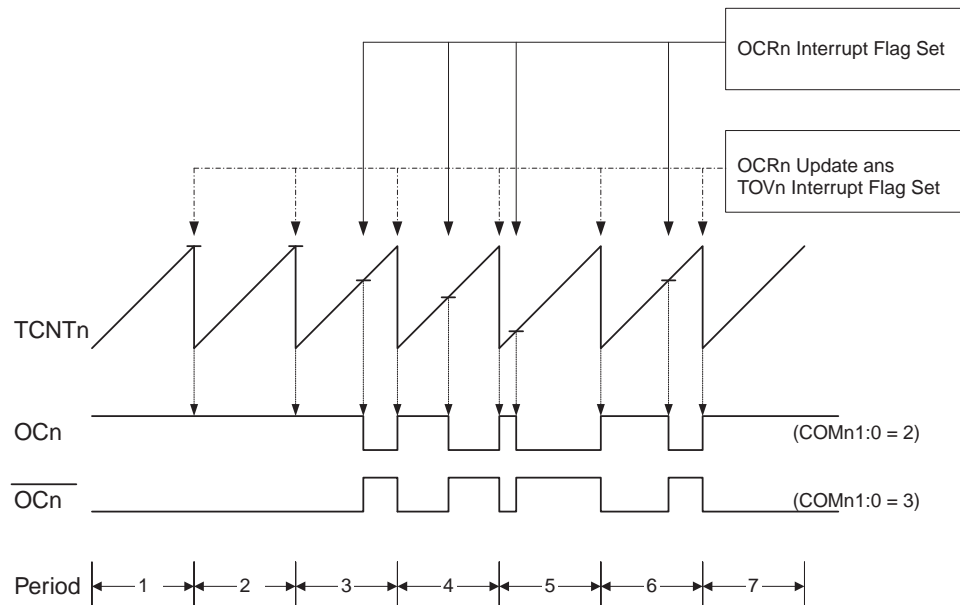 OCRn Interrupt Flag Set
OCRn Update ans
TOVn Interrupt Flag Set
TCNTn
OCn
(COMn1:0 = 2)
OCn
(COMn1:0 = 3)
Period
1
2
3
4
5
6
7